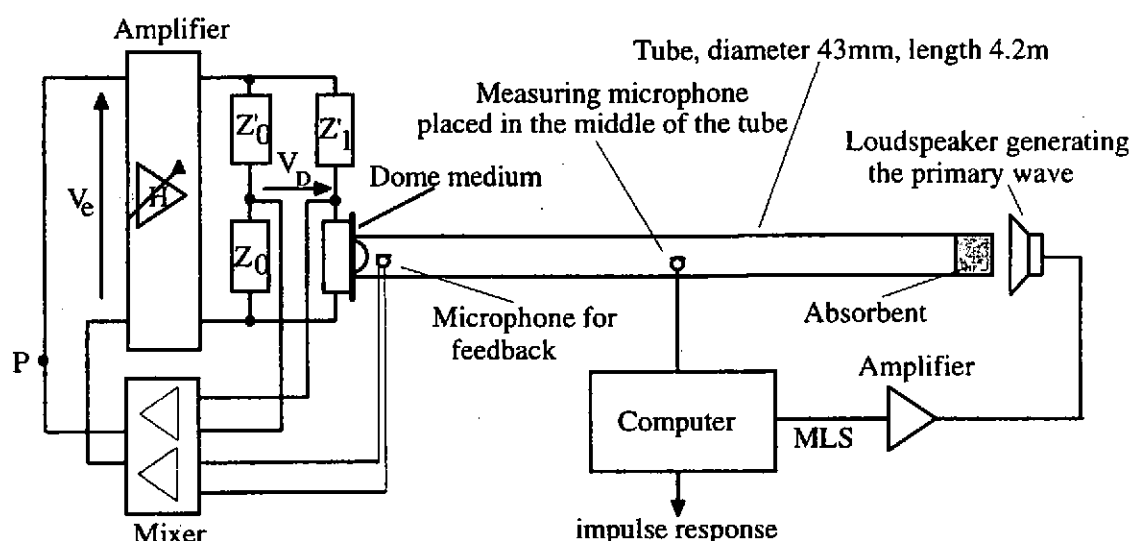 Amplifier
Tube, diameter 43mm, length 4.2m
Measuring microphone
placed in the middle of the tube
Loudspeaker generating
the primary wave
Z'0
Z'1
VD
Dome medium
Ve
H
Z0
Microphone for
feedback
Absorbent
P
Amplifier
Computer
MLS
Mixer
impulse response